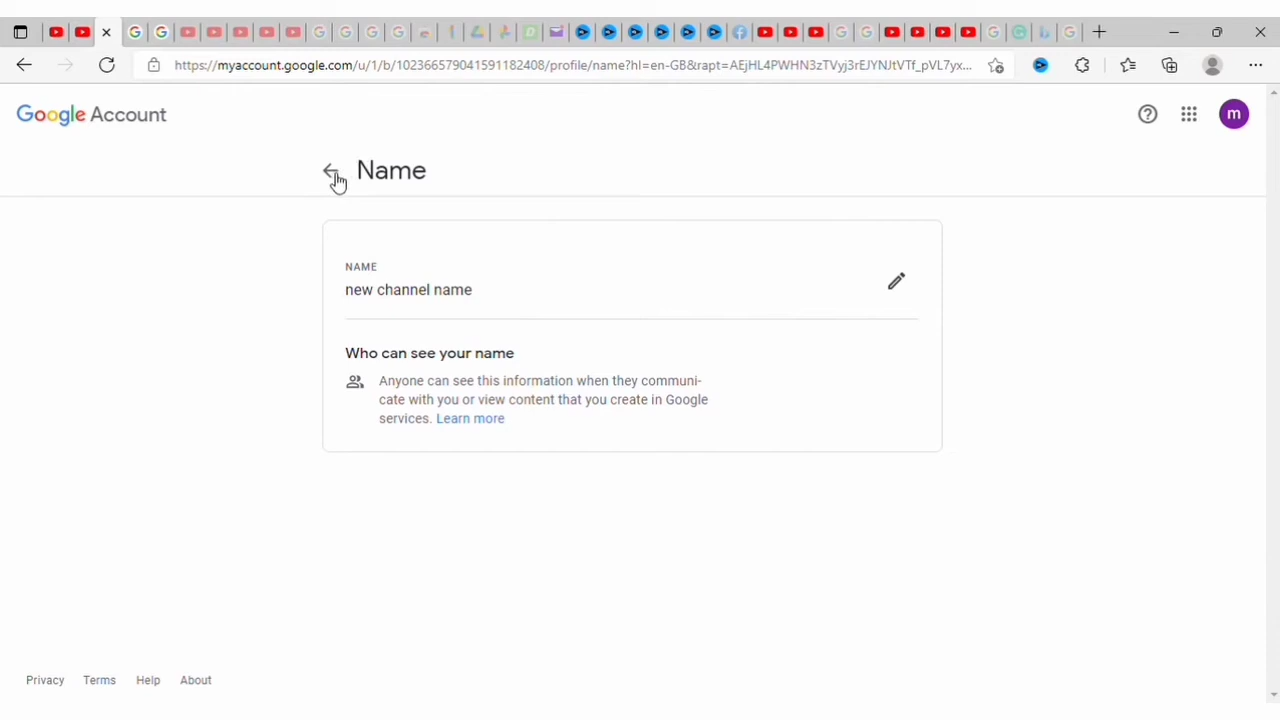 https://myaccount.google.com/u/1/b/102366579041591182408/profile/name?hl=en-GB&rapt=AEjHL4PWHN3zTVyj3rEJYNJtVTf_pVL7yx...
Google Account
m
Name
NAME
new channel name
Who can see your name
Anyone can see this information when they communi-
cate with you or view content that you create in Google
services. Learn more
Privacy Terms Help About